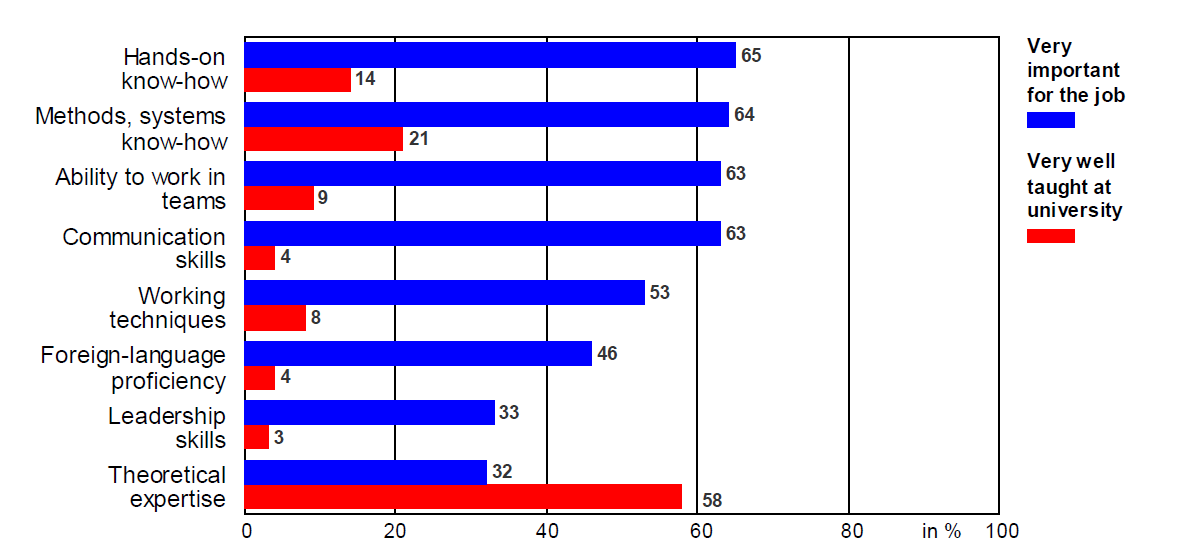 Hands-on
know-how
65
14
Methods, systems
know-how
64
21
Ability to work in
teams
63
9
Communication
skills
63
4
Working
techniques
53
8
Foreign-language
proficiency
46
4
Leadership
skills
33
3
Theoretical
expertise
32
58
0 20 40 60 80 in % 100
Very
important
for the job
Very well
taught at
university